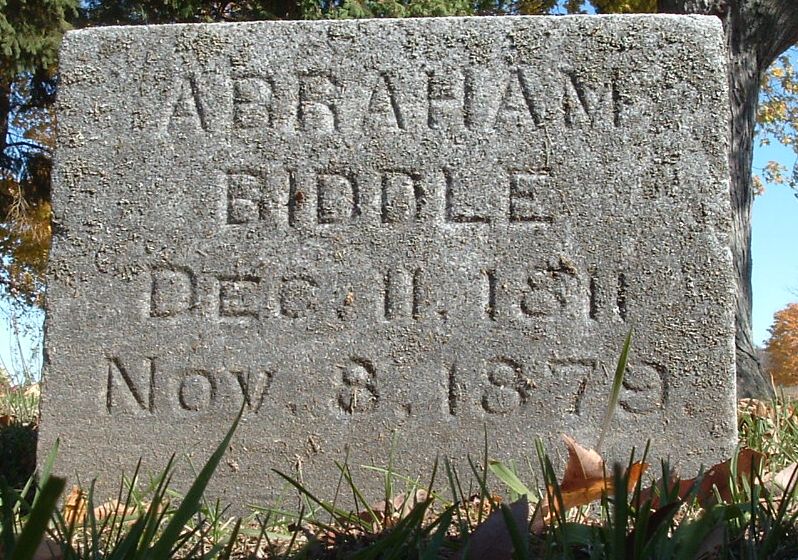 ABRAHAM
BIDDLE
DEC. 11, 1811
NOV. 8, 1879